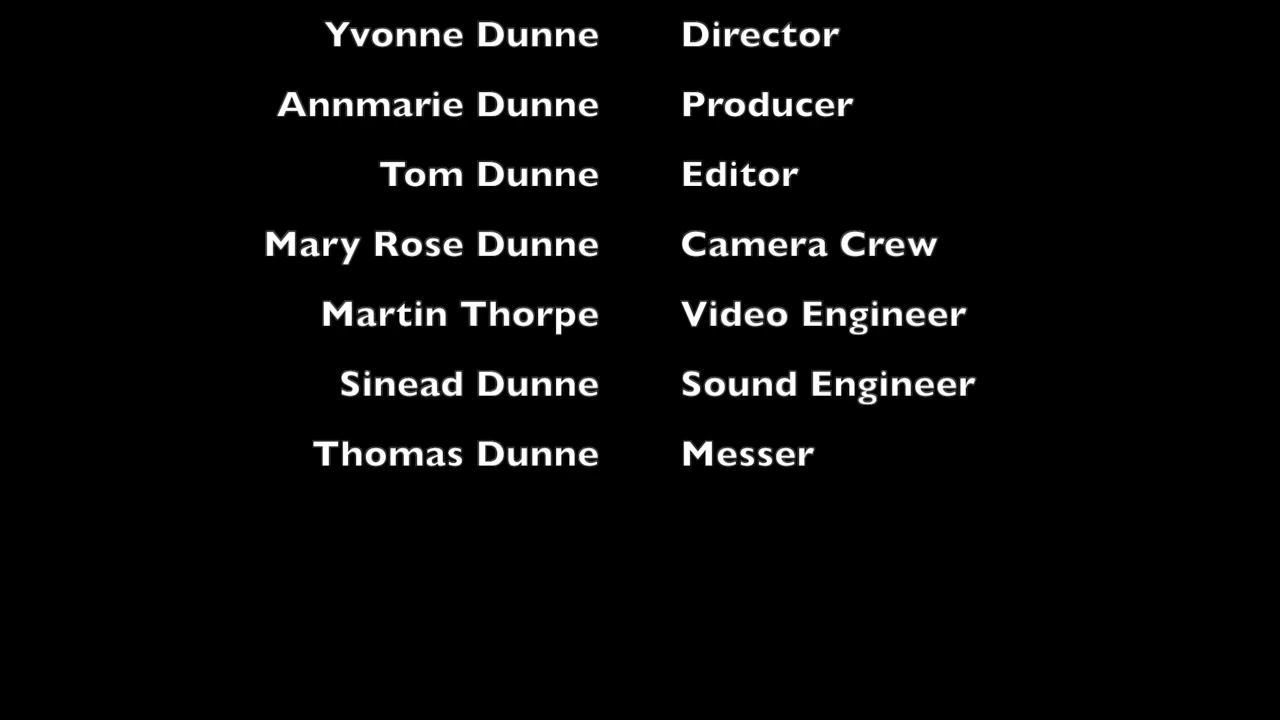 Yvonne Dunne Director
Annmarie Dunne Producer
Tom Dunne Editor
Mary Rose Dunne Camera Crew
Martin Thorpe Video Engineer
Sinead Dunne Sound Engineer
Thomas Dunne Messer